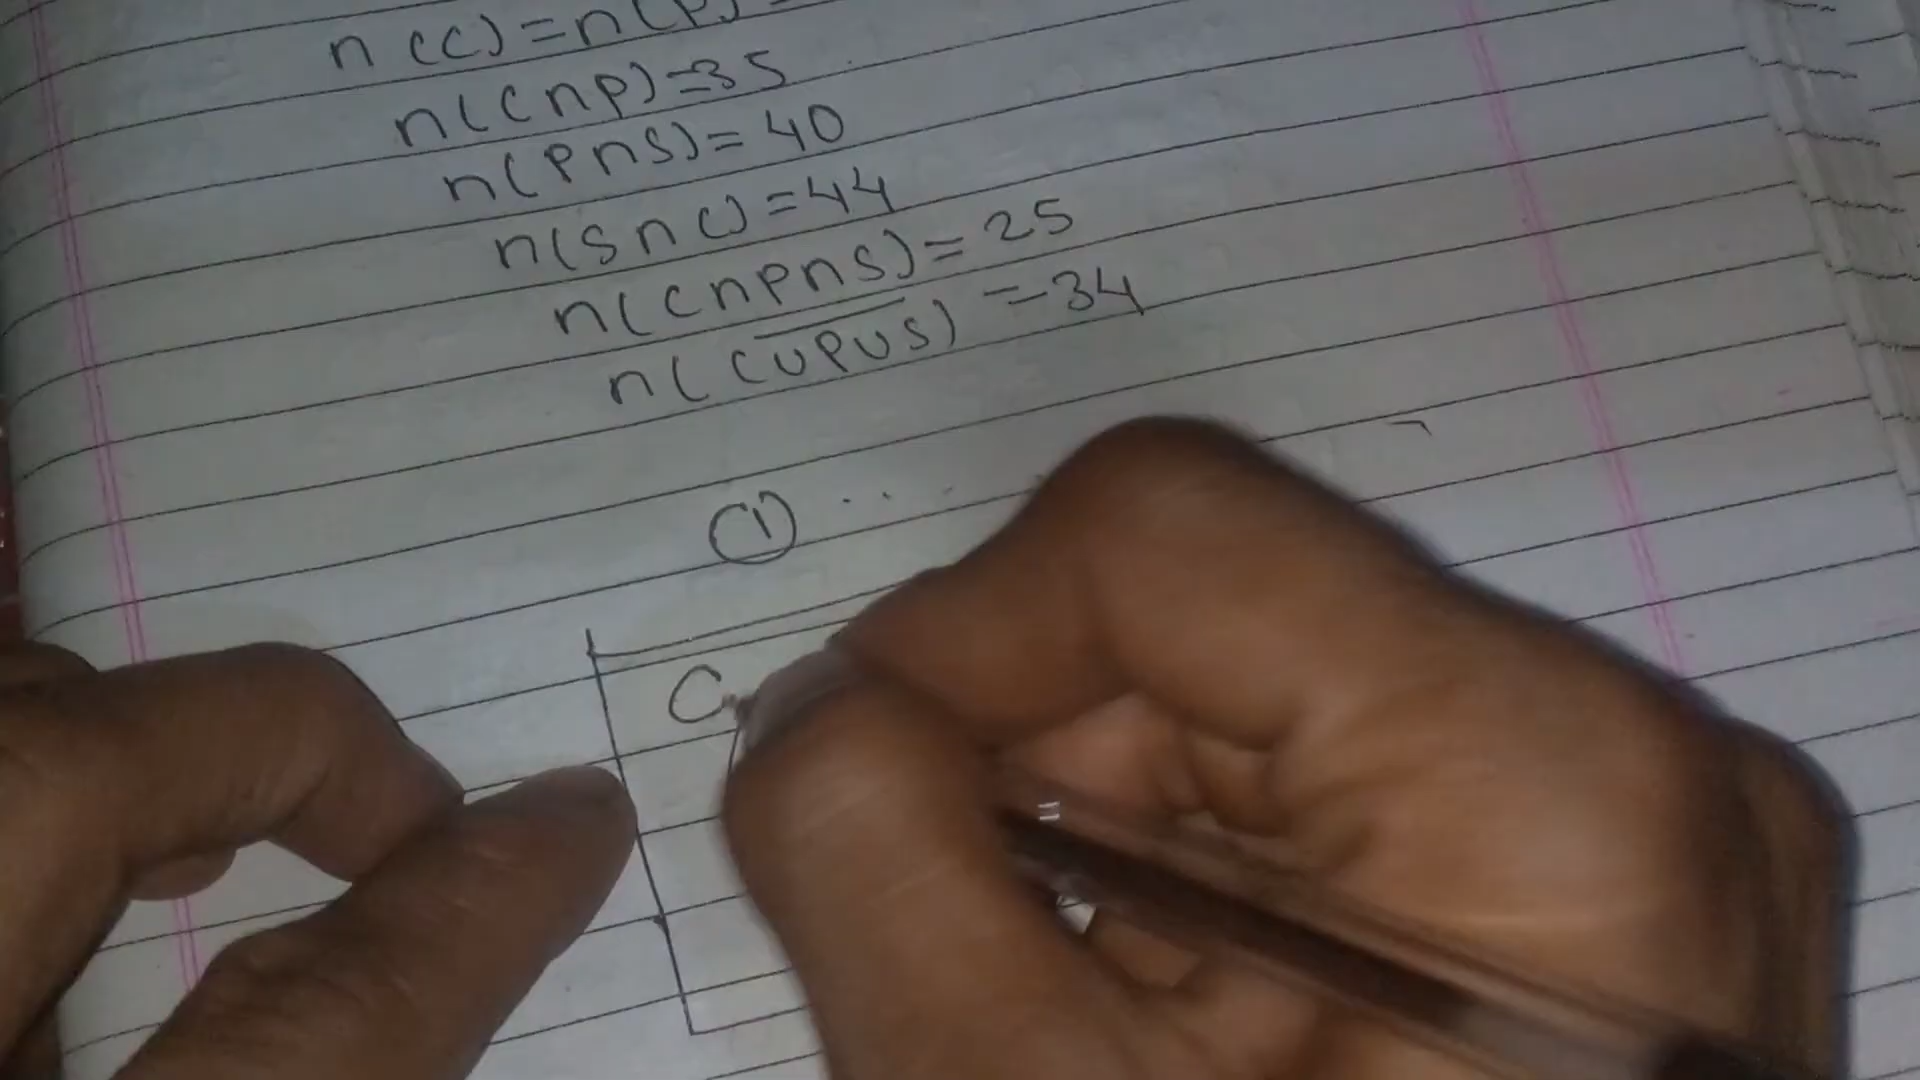 n(C)=n(P)=
n(C∩P)=35
n(P∩S)=40
n(S∩C)=44
n(C∩P∩S)=25
n(C∪P∪S)‾=34
①
C